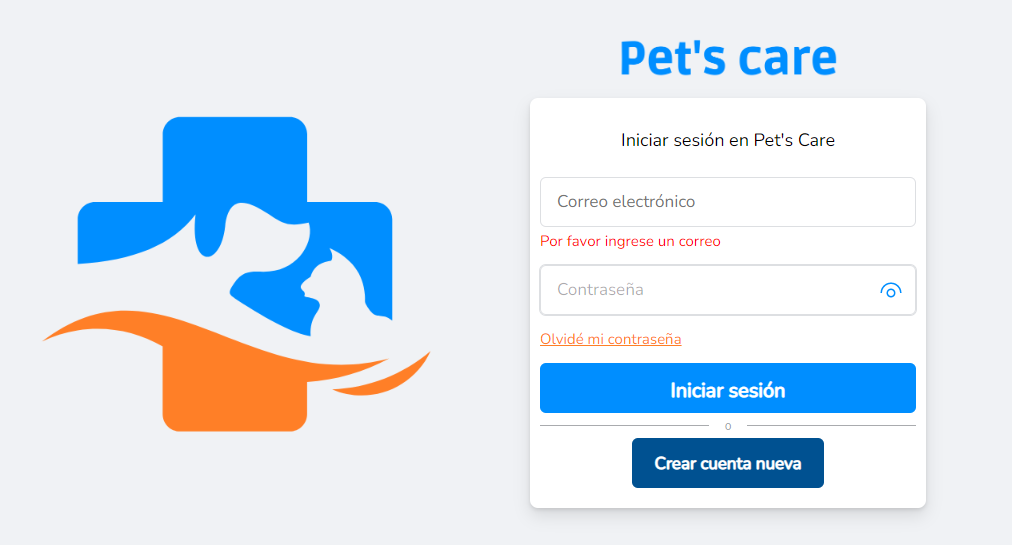 Pet's care
Iniciar sesión en Pet's Care
Correo electrónico
Por favor ingrese un correo
Contraseña
Olvidé mi contraseña
Iniciar sesión
o
Crear cuenta nueva